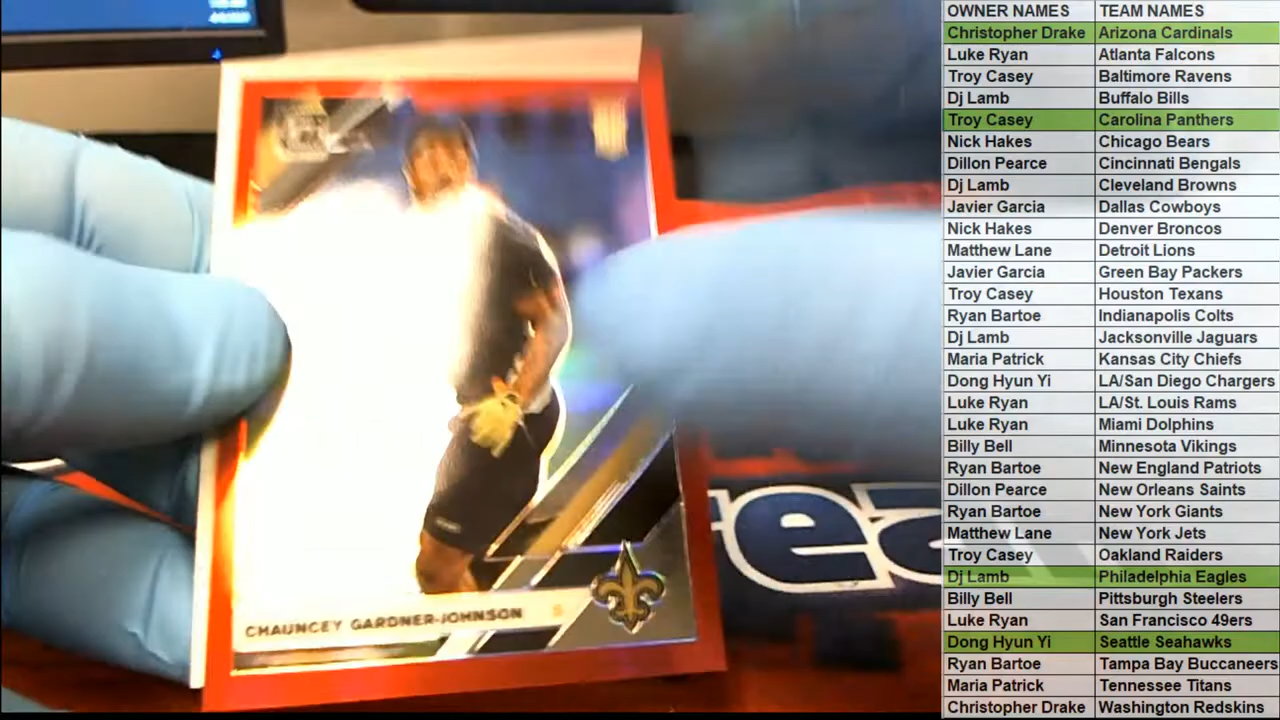 OWNER NAMES TEAM NAMES
Christopher Drake Arizona Cardinals
Luke Ryan Atlanta Falcons
Troy Casey Baltimore Ravens
Dj Lamb Buffalo Bills
Troy Casey Carolina Panthers
Nick Hakes Chicago Bears
Dillon Pearce Cincinnati Bengals
Dj Lamb Cleveland Browns
Javier Garcia Dallas Cowboys
Nick Hakes Denver Broncos
Matthew Lane Detroit Lions
Javier Garcia Green Bay Packers
Troy Casey Houston Texans
Ryan Bartoe Indianapolis Colts
Dj Lamb Jacksonville Jaguars
Maria Patrick Kansas City Chiefs
Dong Hyun Yi LA/San Diego Chargers
Luke Ryan LA/St. Louis Rams
Luke Ryan Miami Dolphins
Billy Bell Minnesota Vikings
Ryan Bartoe New England Patriots
Dillon Pearce New Orleans Saints
Ryan Bartoe New York Giants
Matthew Lane New York Jets
Troy Casey Oakland Raiders
Dj Lamb Philadelphia Eagles
Billy Bell Pittsburgh Steelers
Luke Ryan San Francisco 49ers
Dong Hyun Yi Seattle Seahawks
Ryan Bartoe Tampa Bay Buccaneers
Maria Patrick Tennessee Titans
Christopher Drake Washington Redskins
CHAUNCEY GARDNER-JOHNSON S